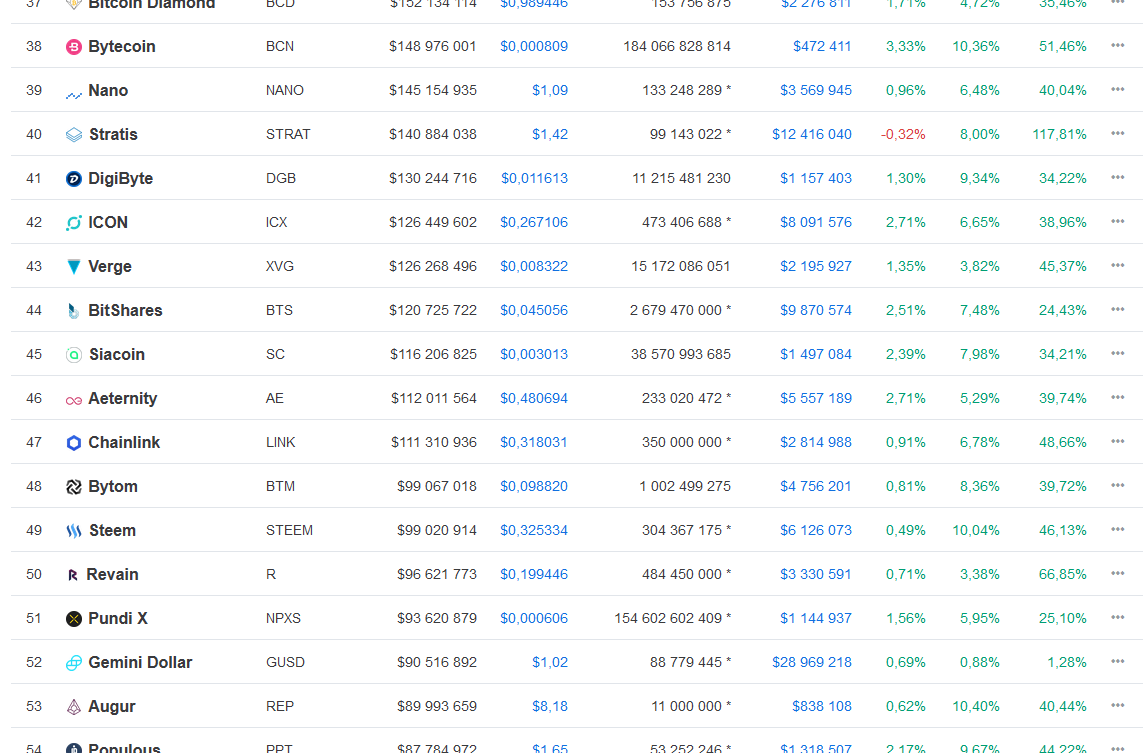 37 Bitcoin Diamond BCD $152 134 114 $0,989446 153 756 875 $2 276 811 1,71% 4,72% 35,46%
38 Bytecoin BCN $148 976 001 $0,000809 184 066 828 814 $472 411 3,33% 10,36% 51,46%
39 Nano NANO $145 154 935 $1,09 133 248 289 * $3 569 945 0,96% 6,48% 40,04%
40 Stratis STRAT $140 884 038 $1,42 99 143 022 * $12 416 040 -0,32% 8,00% 117,81%
41 DigiByte DGB $130 244 716 $0,011613 11 215 481 230 $1 157 403 1,30% 9,34% 34,22%
42 ICON ICX $126 449 602 $0,267106 473 406 688 * $8 091 576 2,71% 6,65% 38,96%
43 Verge XVG $126 268 496 $0,008322 15 172 086 051 $2 195 927 1,35% 3,82% 45,37%
44 BitShares BTS $120 725 722 $0,045056 2 679 470 000 * $9 870 574 2,51% 7,48% 24,43%
45 Siacoin SC $116 206 825 $0,003013 38 570 993 685 $1 497 084 2,39% 7,98% 34,21%
46 Aeternity AE $112 011 564 $0,480694 233 020 472 * $5 557 189 2,71% 5,29% 39,74%
47 Chainlink LINK $111 310 936 $0,318031 350 000 000 * $2 814 988 0,91% 6,78% 48,66%
48 Bytom BTM $99 067 018 $0,098820 1 002 499 275 $4 756 201 0,81% 8,36% 39,72%
49 Steem STEEM $99 020 914 $0,325334 304 367 175 * $6 126 073 0,49% 10,04% 46,13%
50 Revain R $96 621 773 $0,199446 484 450 000 * $3 330 591 0,71% 3,38% 66,85%
51 Pundi X NPXS $93 620 879 $0,000606 154 602 602 409 * $1 144 937 1,56% 5,95% 25,10%
52 Gemini Dollar GUSD $90 516 892 $1,02 88 779 445 * $28 969 218 0,69% 0,88% 1,28%
53 Augur REP $89 993 659 $8,18 11 000 000 * $838 108 0,62% 10,40% 40,44%
54 Populous PPT $87 784 972 $1,65 53 252 246 * $1 318 507 2,17% 9,67% 44,22%